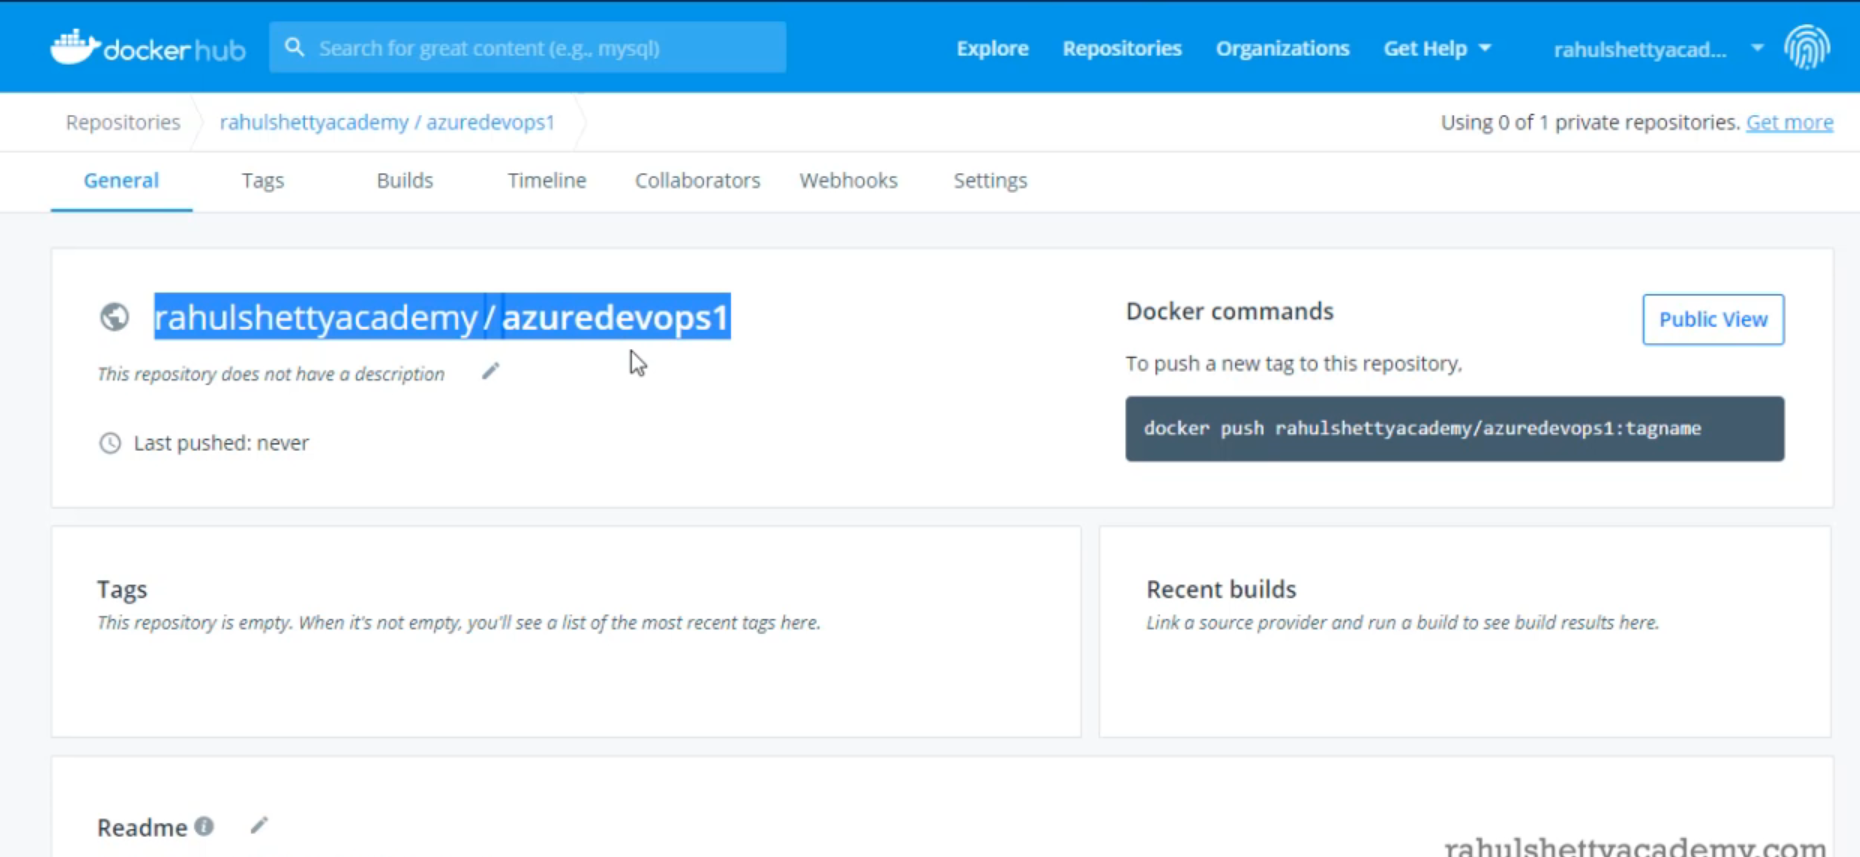 docker hub
Search for great content (e.g., mysql)
Explore Repositories Organizations Get Help rahulshettyacad...
Repositories rahulshettyacademy / azuredevops1
Using 0 of 1 private repositories. Get more
General Tags Builds Timeline Collaborators Webhooks Settings
rahulshettyacademy / azuredevops1
This repository does not have a description
Last pushed: never
Docker commands
Public View
To push a new tag to this repository,
docker push rahulshettyacademy/azuredevops1:tagname
Tags
This repository is empty. When it's not empty, you'll see a list of the most recent tags here.
Recent builds
Link a source provider and run a build to see build results here.
Readme
rahulshettyacademy.com